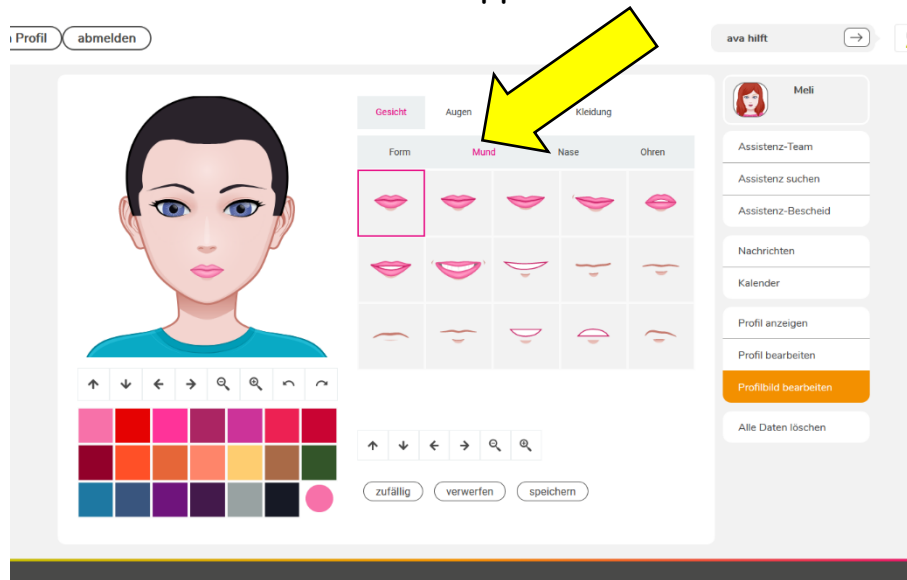 Profil abmelden
ava hilft
Meli
Gesicht Augen Kleidung
Form Mund Nase Ohren
Assistenz-Team
Assistenz suchen
Assistenz-Bescheid
Nachrichten
Kalender
Profil anzeigen
Profil bearbeiten
Profilbild bearbeiten
Alle Daten löschen
zufällig verwerfen speichern